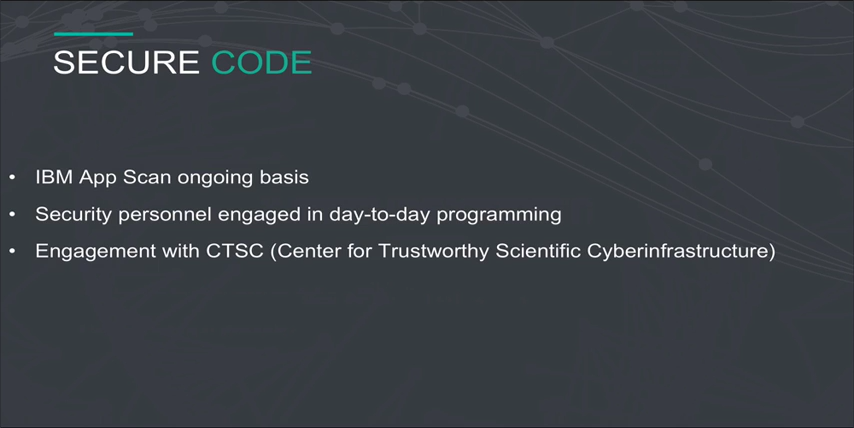 SECURE CODE
• IBM App Scan ongoing basis
• Security personnel engaged in day-to-day programming
• Engagement with CTSC (Center for Trustworthy Scientific Cyberinfrastructure)